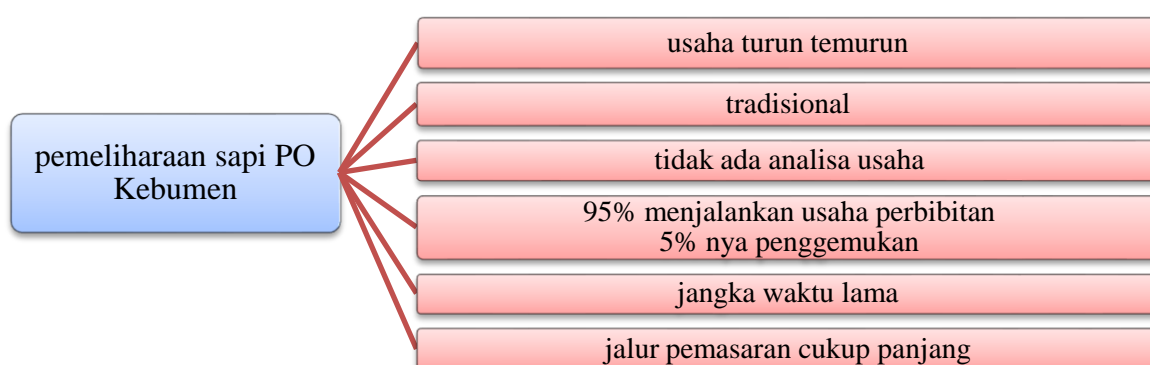 pemeliharaan sapi PO
Kebumen
usaha turun temurun
tradisional
tidak ada analisa usaha
95% menjalankan usaha perbibitan
5% nya penggemukan
jangka waktu lama
jalur pemasaran cukup panjang